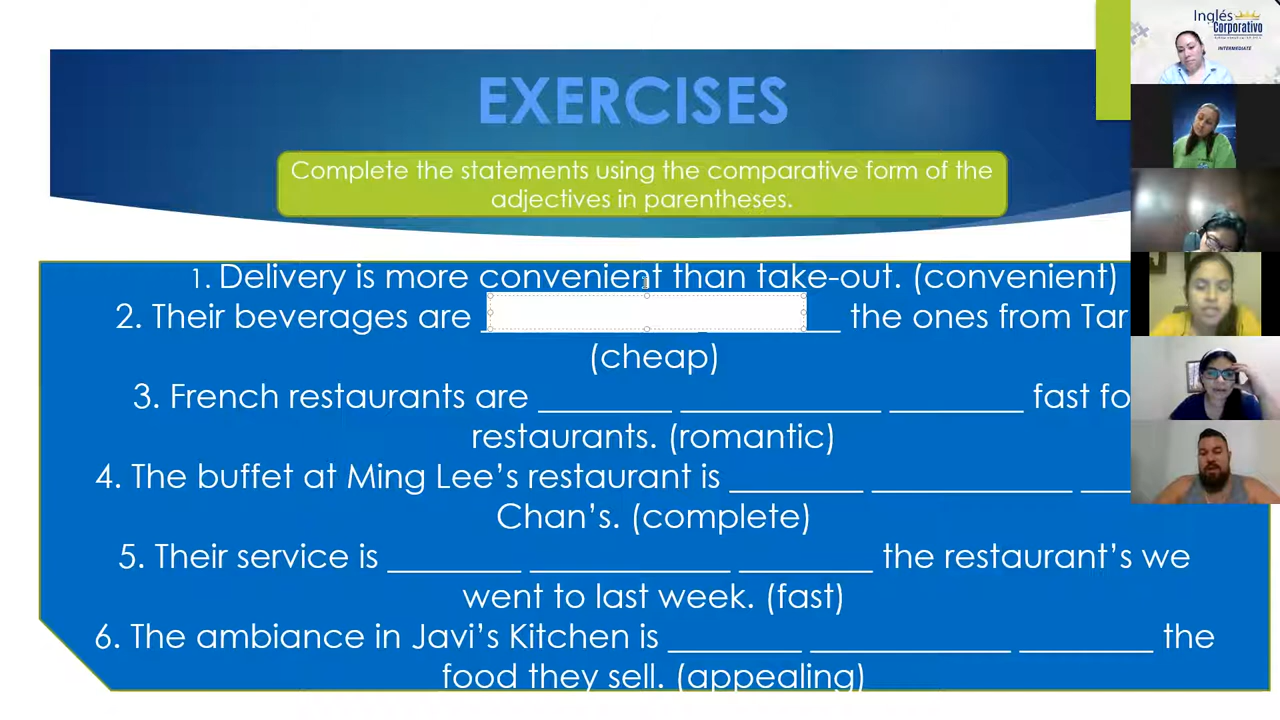 Inglés
Corporativo
INTERMEDIATE
EXERCISES
Complete the statements using the comparative form of the
adjectives in parentheses.
1. Delivery is more convenient than take-out. (convenient)
2. Their beverages are ____ the ones from Tar
(cheap)
3. French restaurants are ________ ____________ ________ fast fo
restaurants. (romantic)
4. The buffet at Ming Lee’s restaurant is ________ ____________ ___
Chan’s. (complete)
5. Their service is ________ ____________ ________ the restaurant’s we
went to last week. (fast)
6. The ambiance in Javi’s Kitchen is ________ ____________ ________ the
food they sell. (appealing)